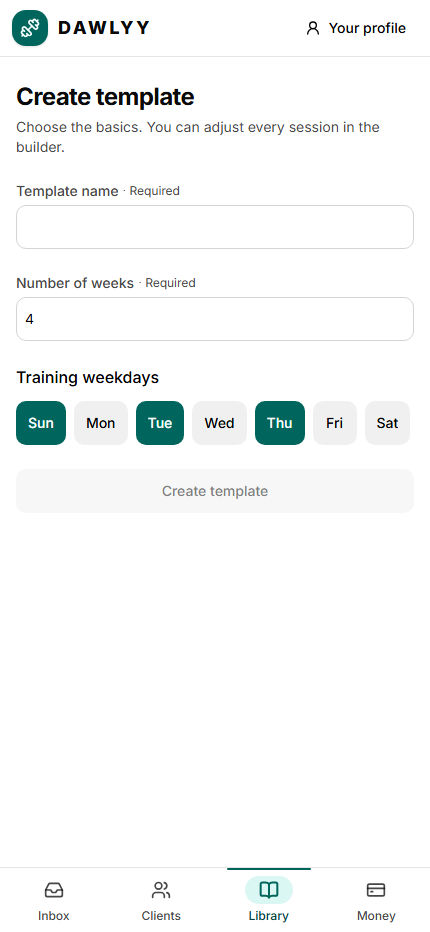 DAWLYY
Your profile
Create template
Choose the basics. You can adjust every session in the
builder.
Template name · Required
Number of weeks · Required
4
Training weekdays
Sun Mon Tue Wed Thu Fri Sat
Create template
Inbox Clients Library Money